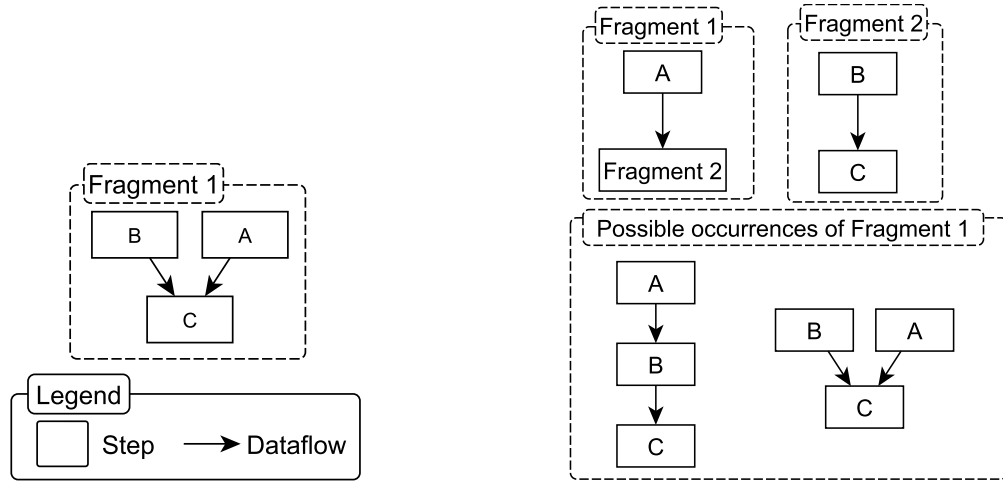 Fragment 1
B
A
C
Legend
Step
Dataflow
Fragment 1
A
Fragment 2
Fragment 2
B
C
Possible occurrences of Fragment 1
A
B
C
B
A
C